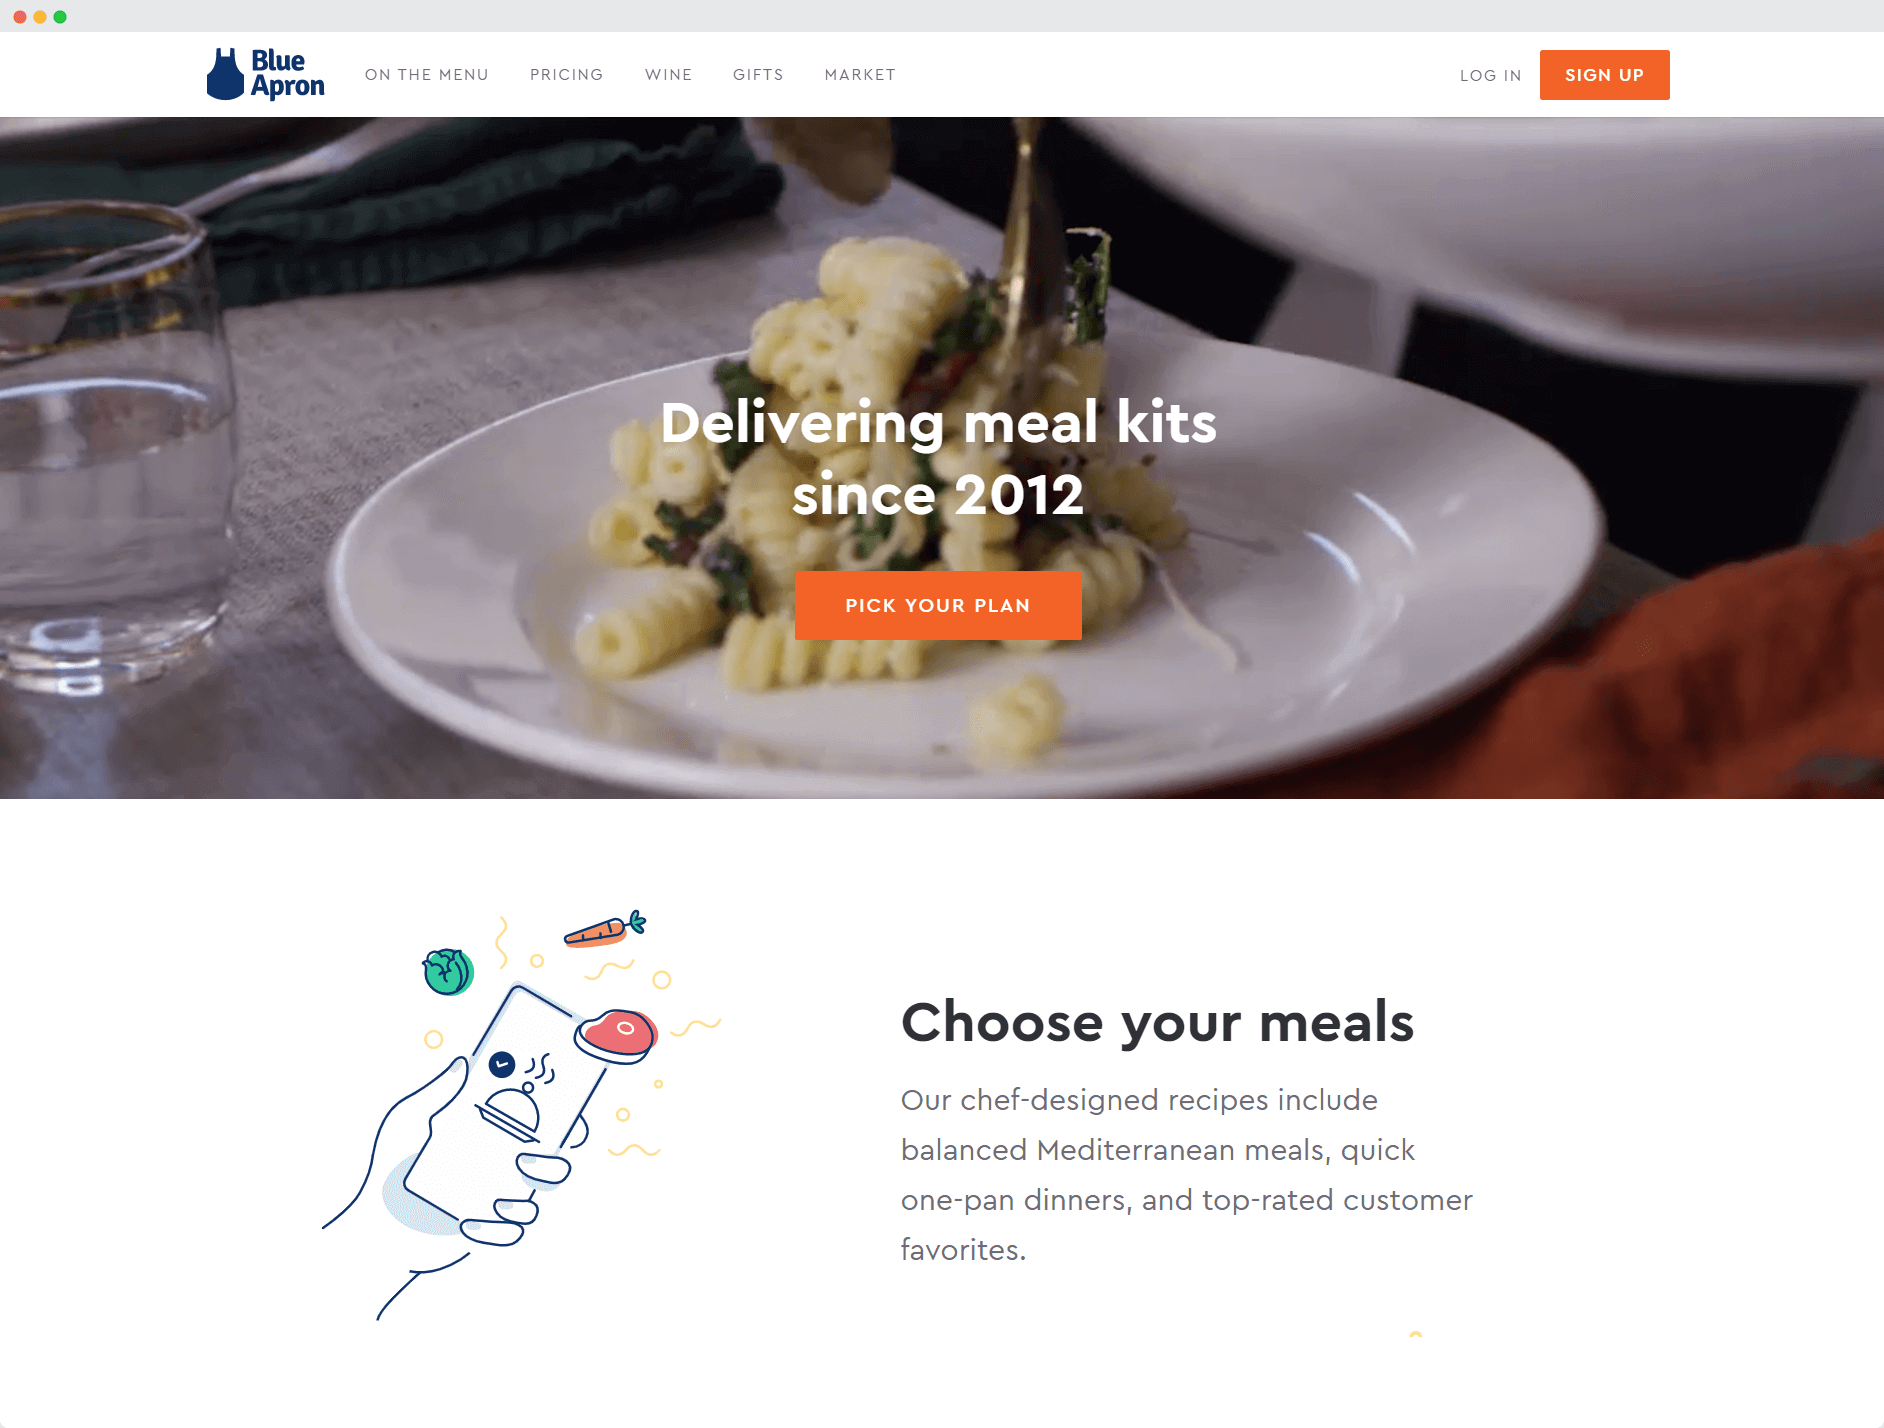 Blue
Apron
ON THE MENU PRICING WINE GIFTS MARKET
LOG IN SIGN UP
Delivering meal kits
since 2012
PICK YOUR PLAN
Choose your meals
Our chef-designed recipes include
balanced Mediterranean meals, quick
one-pan dinners, and top-rated customer
favorites.